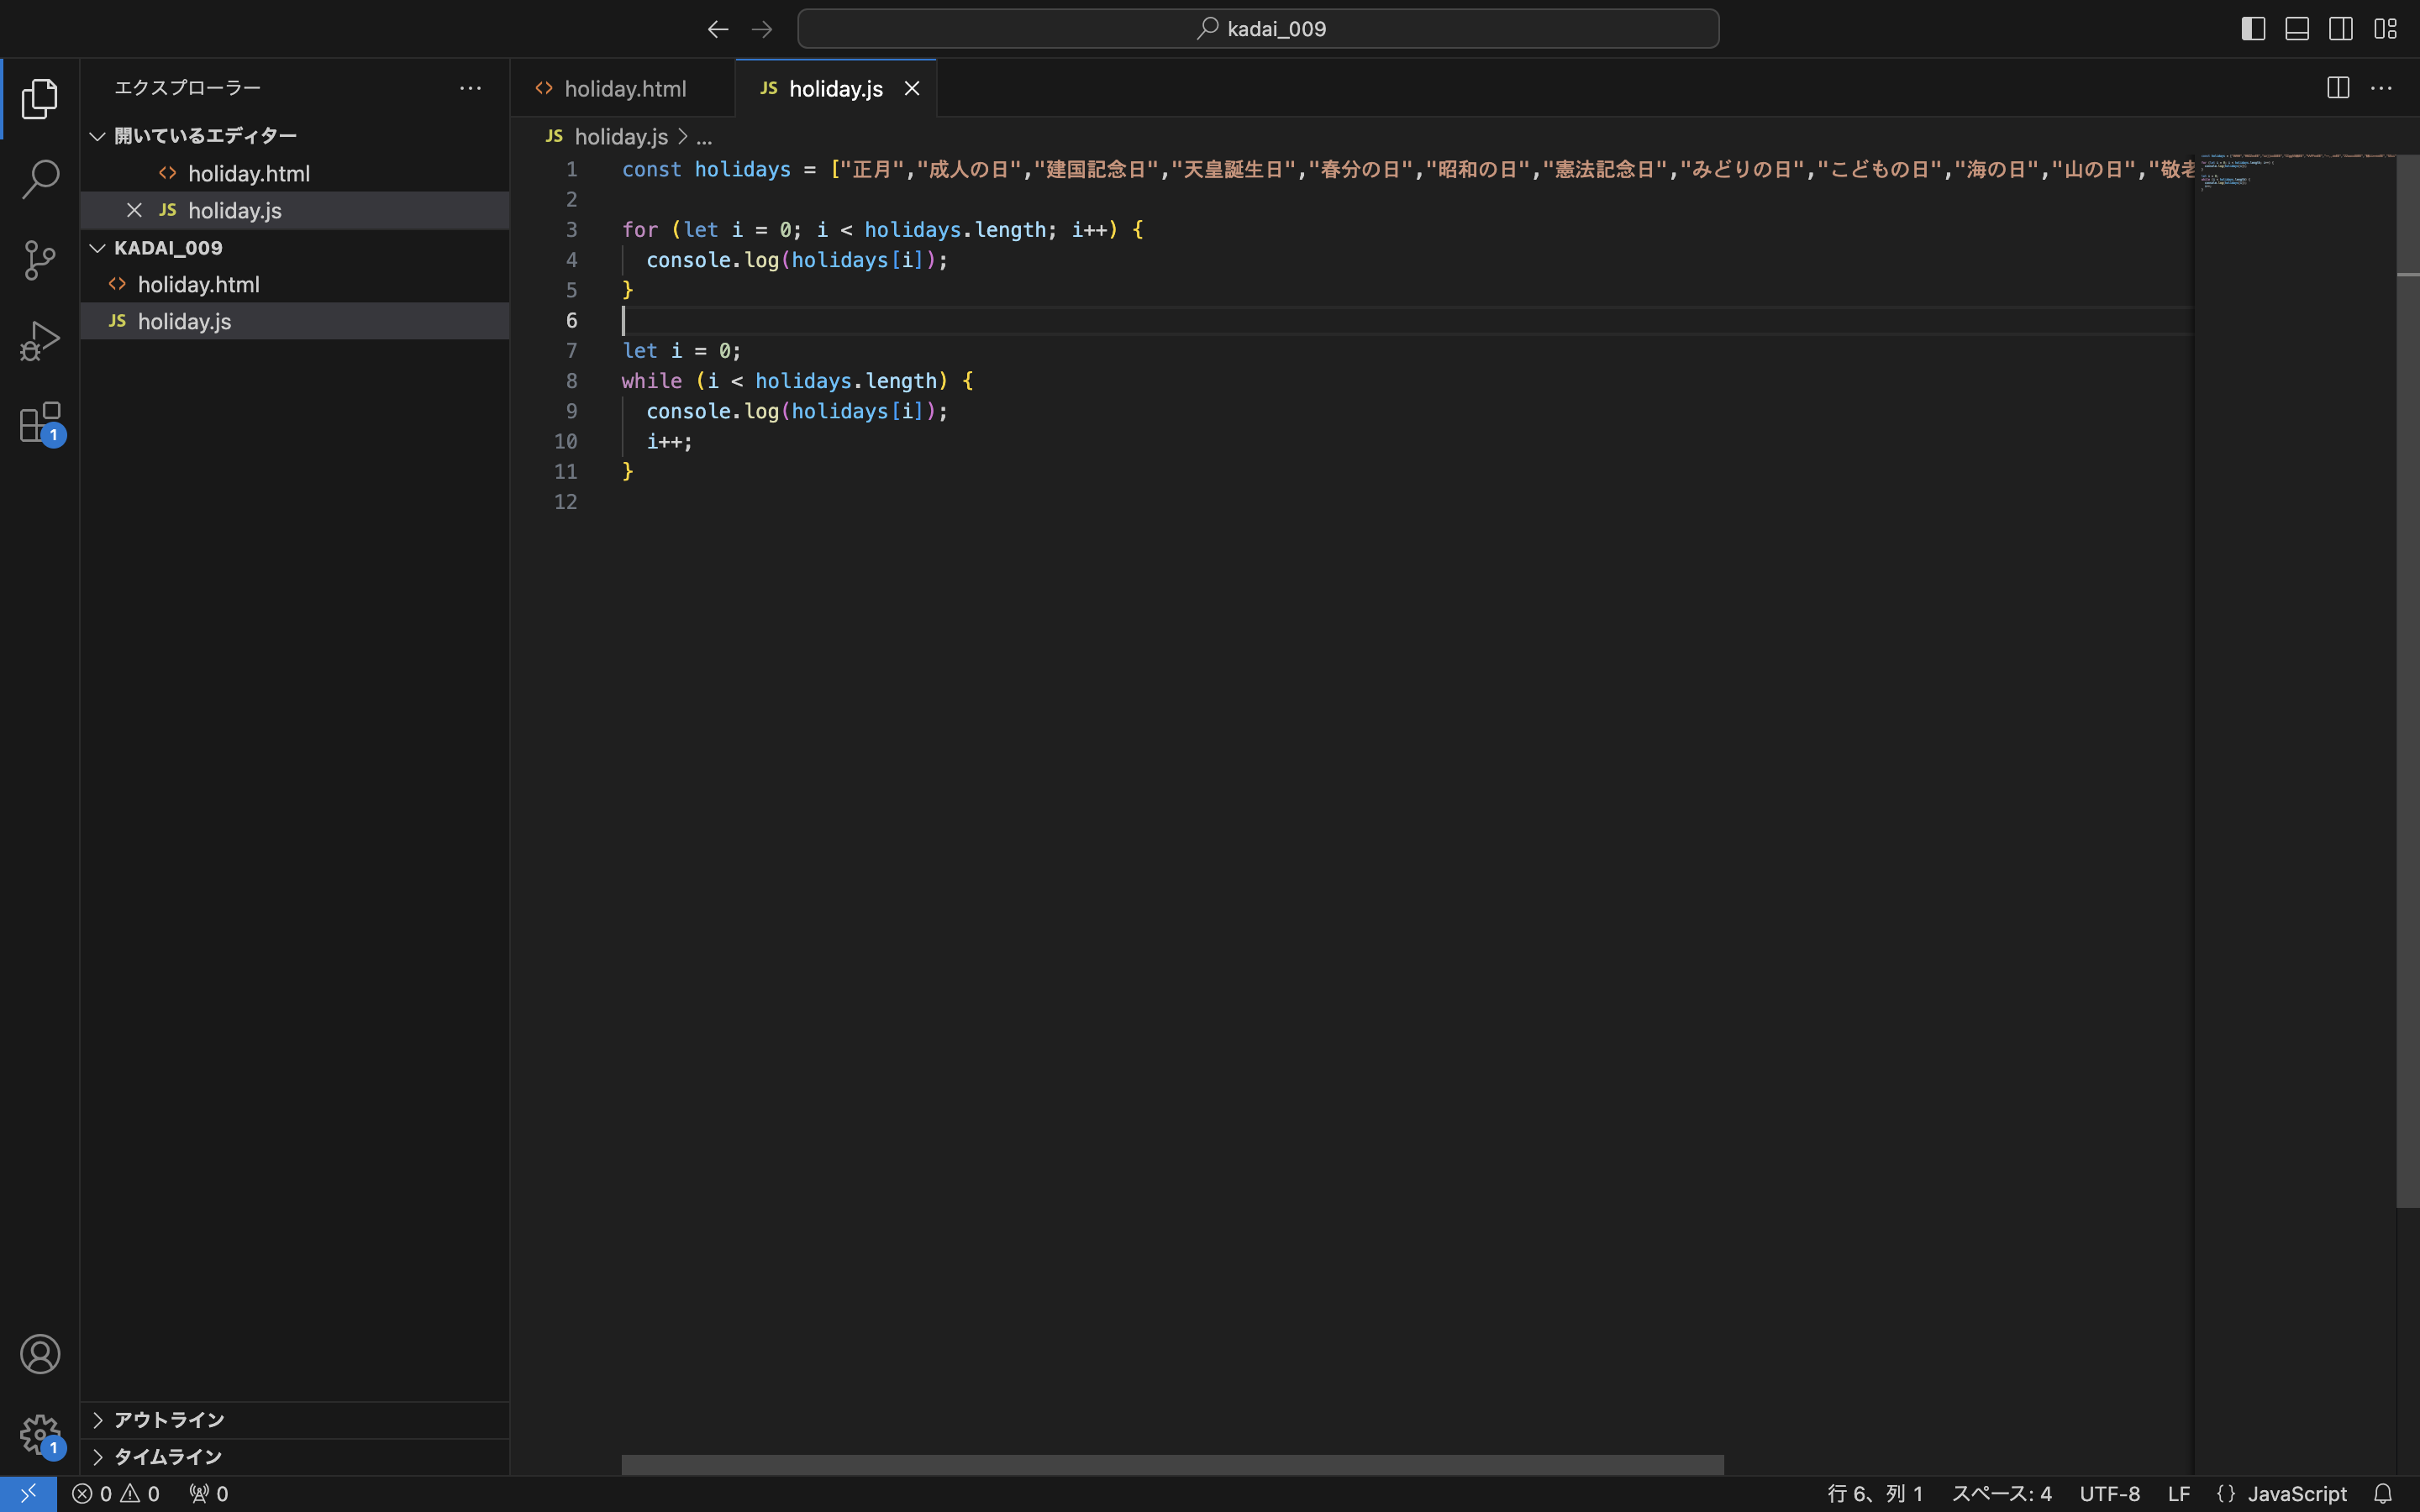 kadai_009
エクスプローラー
開いているエディター
holiday.html
JS holiday.js
KADAI_009
holiday.html
JS holiday.js
1
アウトライン
タイムライン
1
holiday.html
JS holiday.js
JS holiday.js > ...
1 const holidays = ["正月","成人の日","建国記念日","天皇誕生日","春分の日","昭和の日","憲法記念日","みどりの日","こどもの日","海の日","山の日","敬老
2
3 for (let i = 0; i < holidays.length; i++) {
4 console.log(holidays[i]);
5 }
6
7 let i = 0;
8 while (i < holidays.length) {
9 console.log(holidays[i]);
10 i++;
11 }
12
0 0 0
行 6、列 1 スペース: 4 UTF-8 LF {} JavaScript